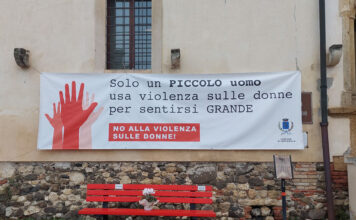 Solo un PICCOLO uomo
usa violenza sulle donne
per sentirsi GRANDE
NO ALLA VIOLENZA
SULLE DONNE!